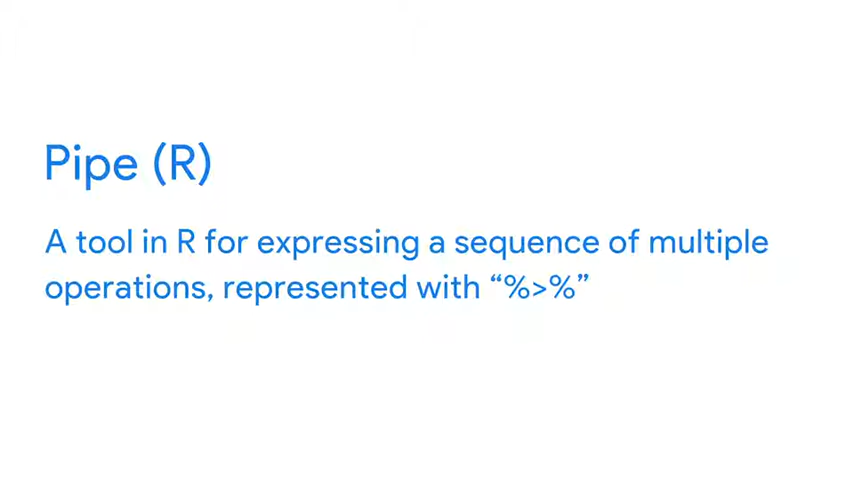 Pipe (R)
A tool in R for expressing a sequence of multiple
operations, represented with “%>%”